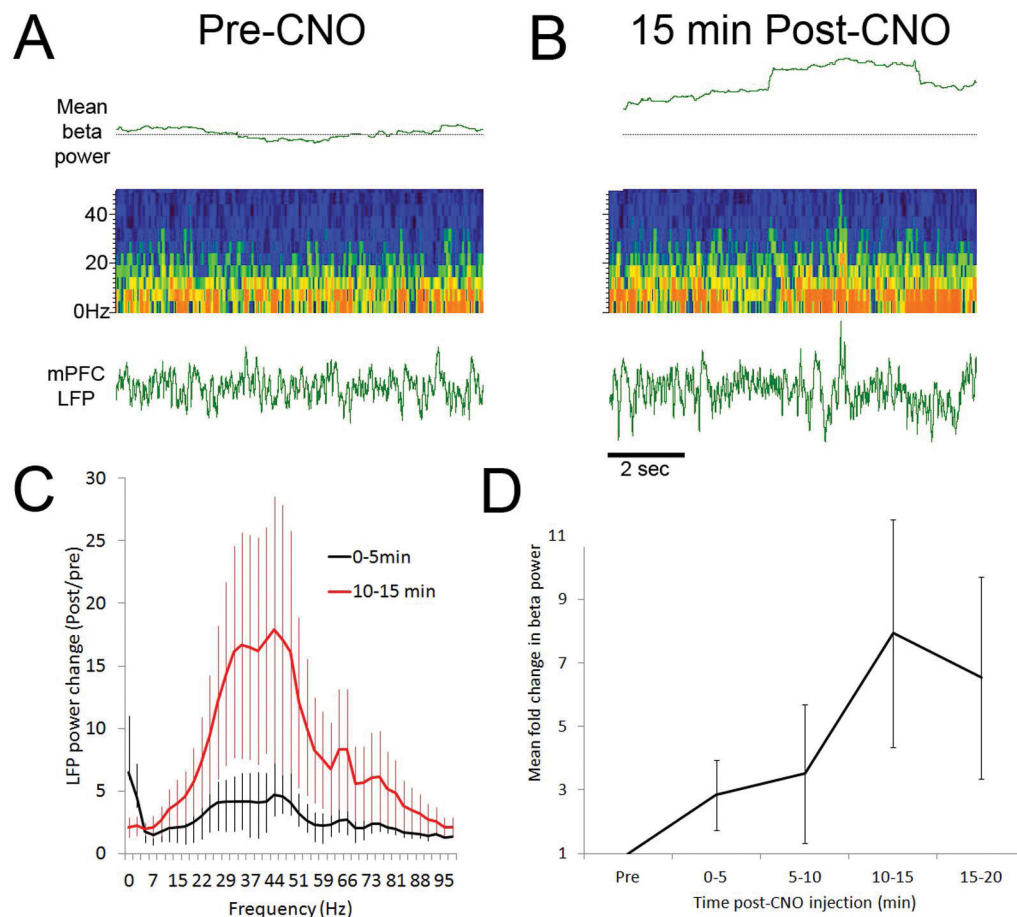 A
Pre-CNO
B
15 min Post-CNO
Mean
beta
power
40
20
0Hz
mPFC
LFP
2 sec
C
LFP power change (Post/pre)
30
25
20
15
10
5
0
0-5min
10-15 min
0 7 15 22 29 37 44 51 59 66 73 81 88 95
Frequency (Hz)
D
Mean fold change in beta power
11
9
7
5
3
1
Pre 0-5 5-10 10-15 15-20
Time post-CNO injection (min)